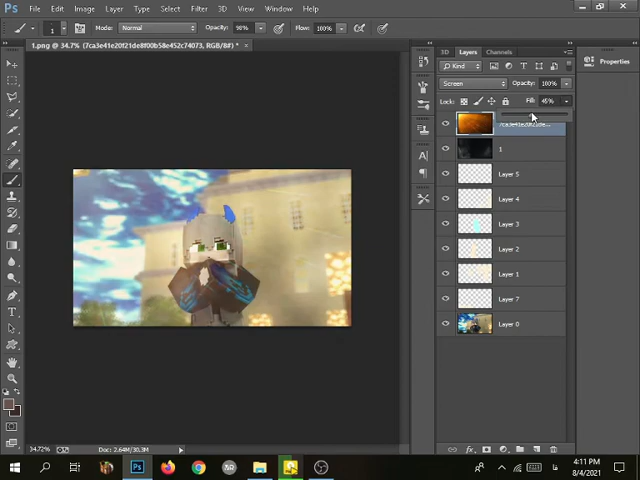 Ps File Edit Image Layer Type Select Filter 3D View Window Help
1 Mode: Normal Opacity: 98% Flow: 100%
1.png @ 34.7% (7ca3e41e20f21de8f00b58e452c74073, RGB/8#) * ×
3D Layers Channels
Properties
Kind
Screen Opacity: 100%
Lock: Fill: 45%
7ca3e41e20f21de...
1
Layer 5
Layer 4
Layer 3
Layer 2
Layer 1
Layer 7
Layer 0
34.72% Doc: 2.64M/30.3M
fx
4:11 PM
8/4/2021